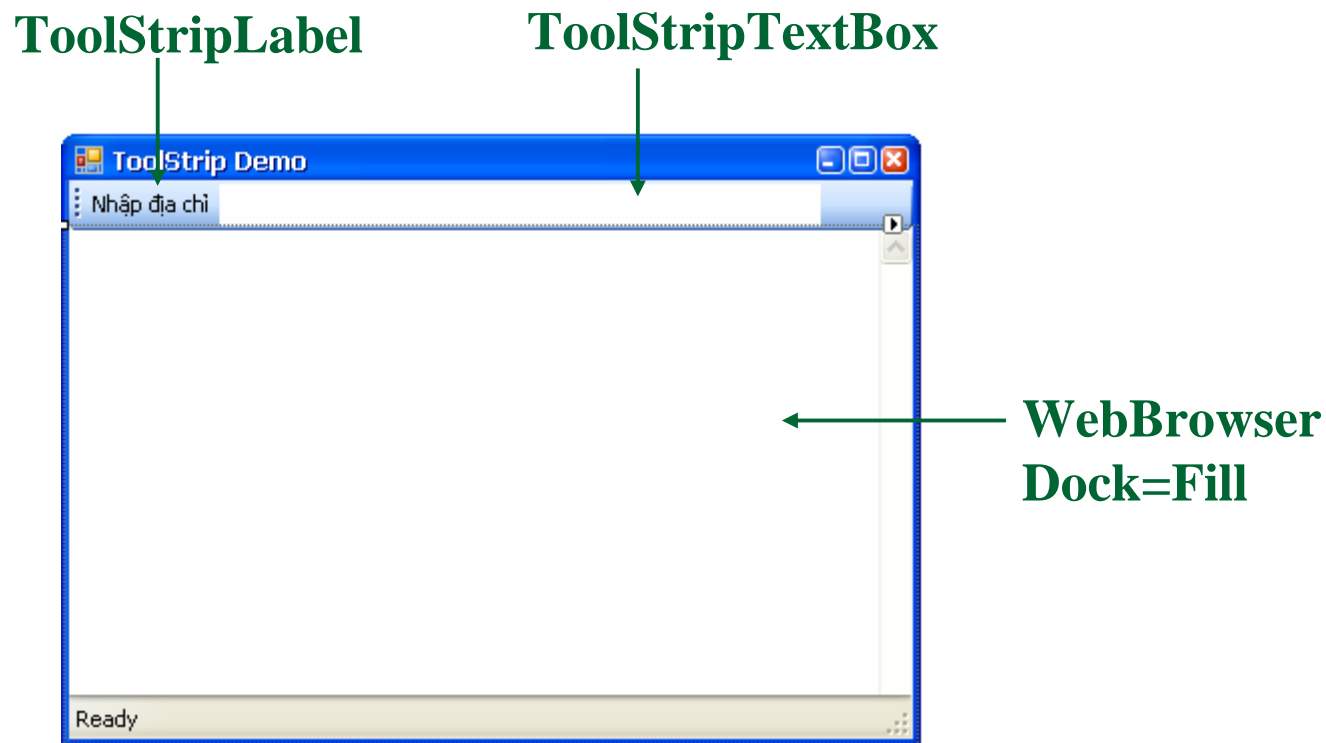 ToolStripLabel
ToolStripTextBox
ToolStrip Demo
Nhập địa chỉ
WebBrowser
Dock=Fill
Ready